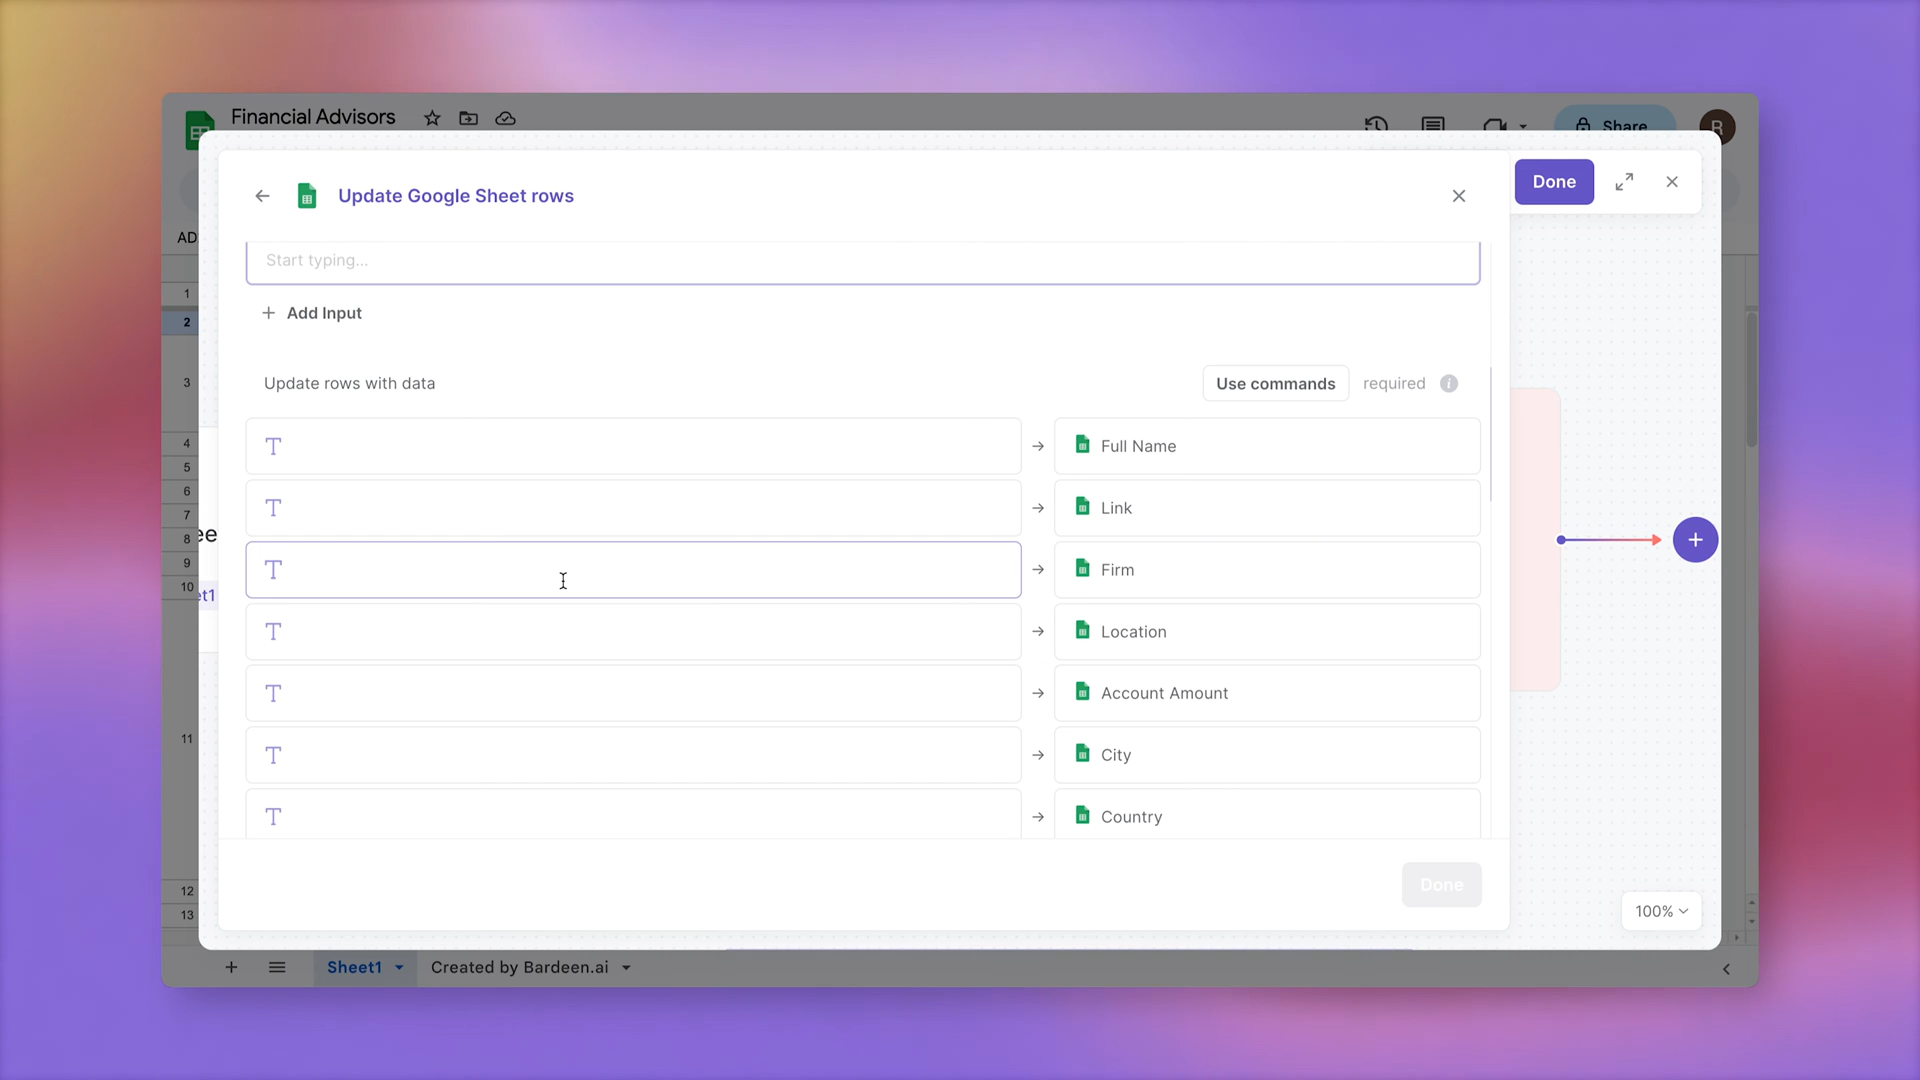 Financial Advisors
Share
R
Update Google Sheet rows
Done
AD
Start typing...
1
Add Input
2
3
Update rows with data
Use commands
required
i
4
Full Name
5
6
Link
7
8
ee
9
Firm
10
et1
Location
Account Amount
11
City
Country
Done
12
100%
13
Sheet1
Created by Bardeen.ai